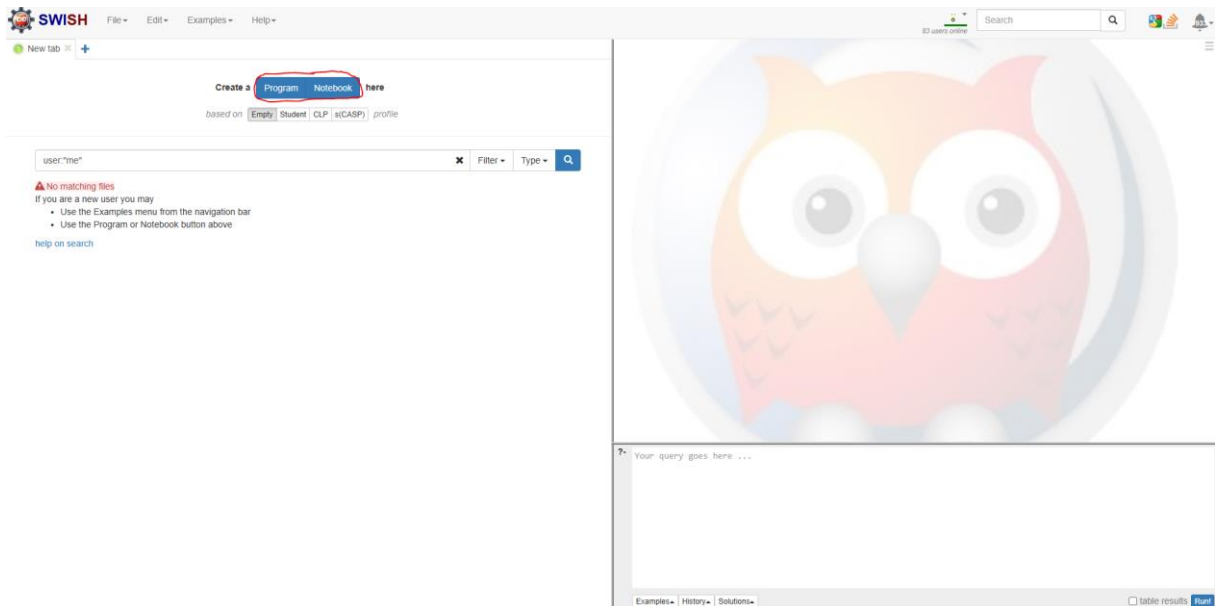 SWISH File Edit Examples Help Search
users online
New tab
Create a Program Notebook here
based on Empty Student CLP s(CASP) profile
user:"me" Filter Type
No matching files
If you are a new user you may
Use the Examples menu from the navigation bar
Use the Program or Notebook button above
help on search
?- Your query goes here ...
Examples History Solutions table results Run!